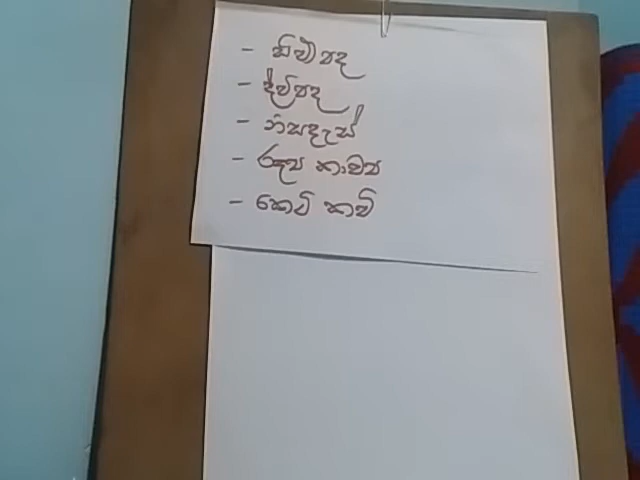 - සිව්පද
- ද්විපද
- නිසදැස්
- රූප කාව්‍ය
- කෙටි කවි